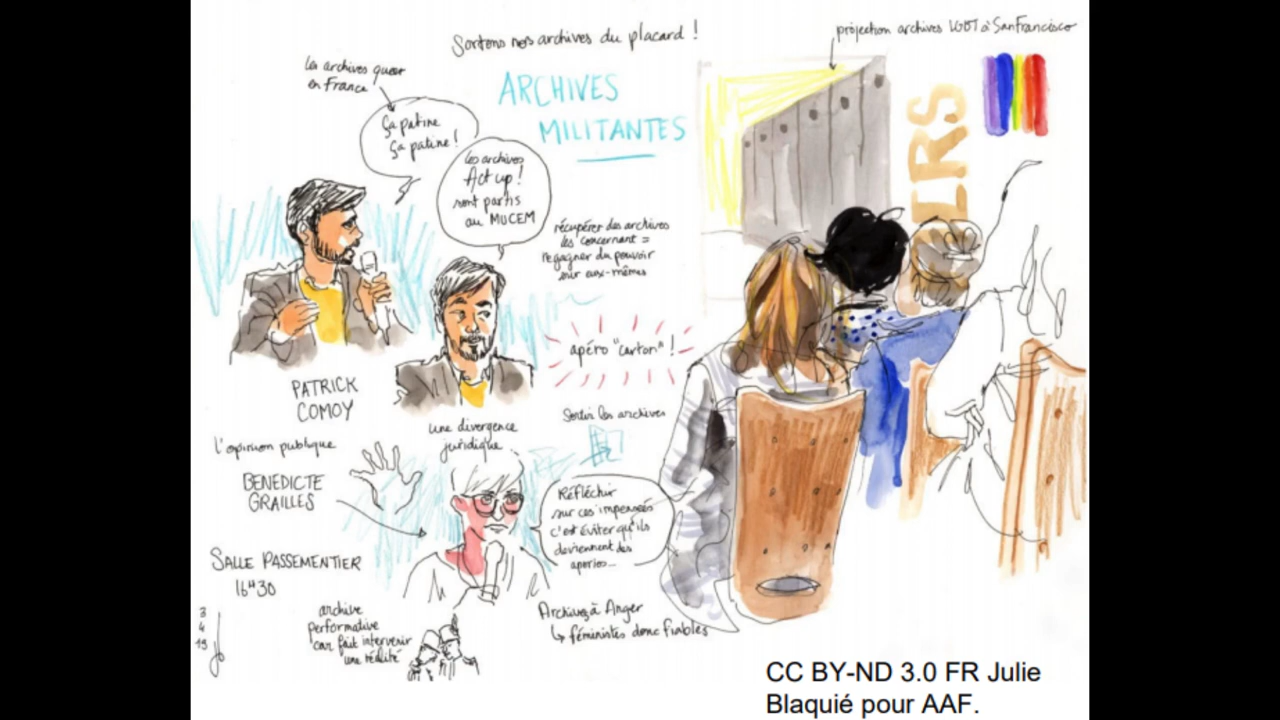 Sortons nos archives du placard !
projection archives LGBT à San Francisco
les archives queer
en France
ARCHIVES
MILITANTES
Ça patine
Ça patine !
Les archives
Act up !
sont partis
au MUCEM
récupérer des archives
les concernant =
regagner du pouvoir
sur eux-mêmes
ERS
apéro "carton" !
PATRICK
COMOY
Sortir les archives
une divergence
juridique
l'opinion publique
BENEDICTE
GRAILLES
Réfléchir
sur ces impensés
c'est éviter qu'ils
deviennent des
apories...
SALLE PASSEMENTIER
16H30
3
4
19
archive
performative
car fait intervenir
une réalité
Archives à Anger
↳ féministes donc fiables
CC BY-ND 3.0 FR Julie
Blaquié pour AAF.